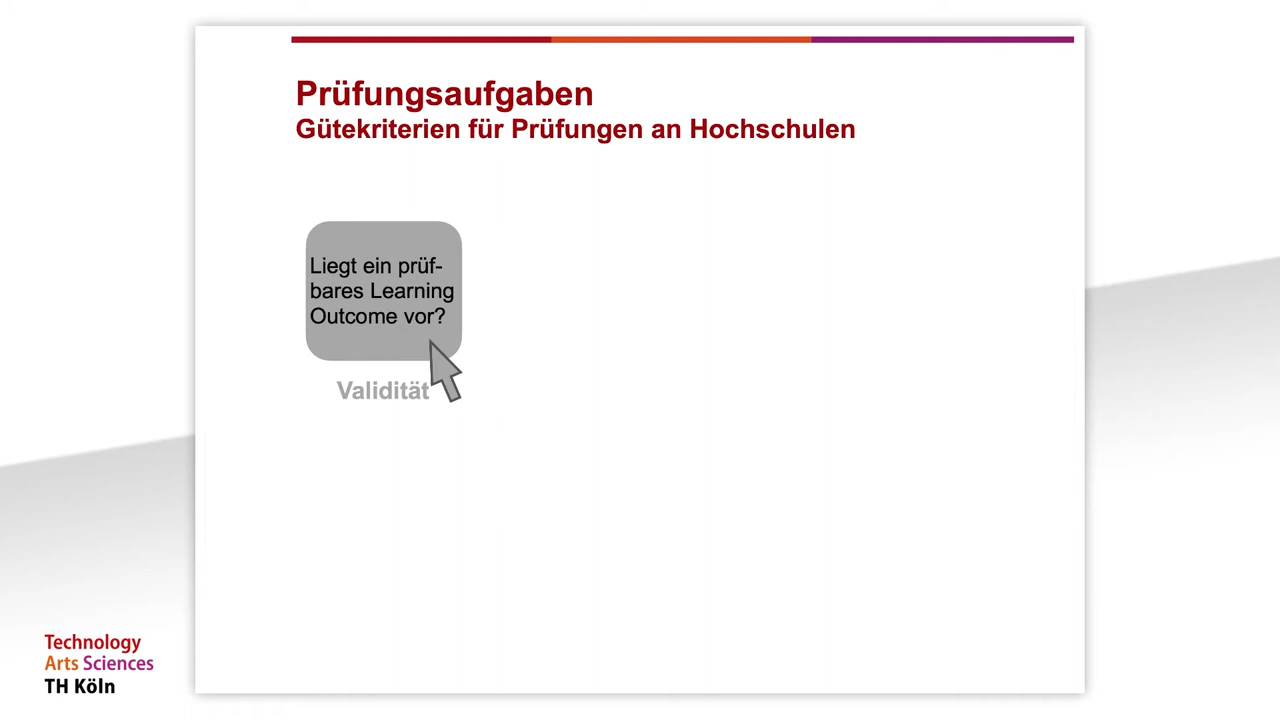 Prüfungsaufgaben
Gütekriterien für Prüfungen an Hochschulen
Liegt ein prüf-
bares Learning
Outcome vor?
Validität
Technology
Arts Sciences
TH Köln